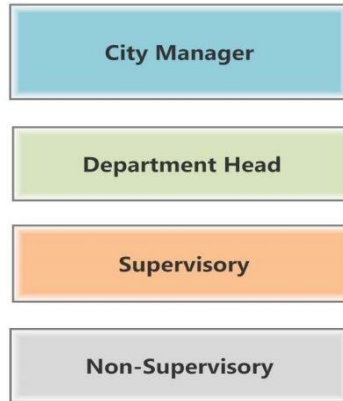 City Manager
Department Head
Supervisory
Non-Supervisory